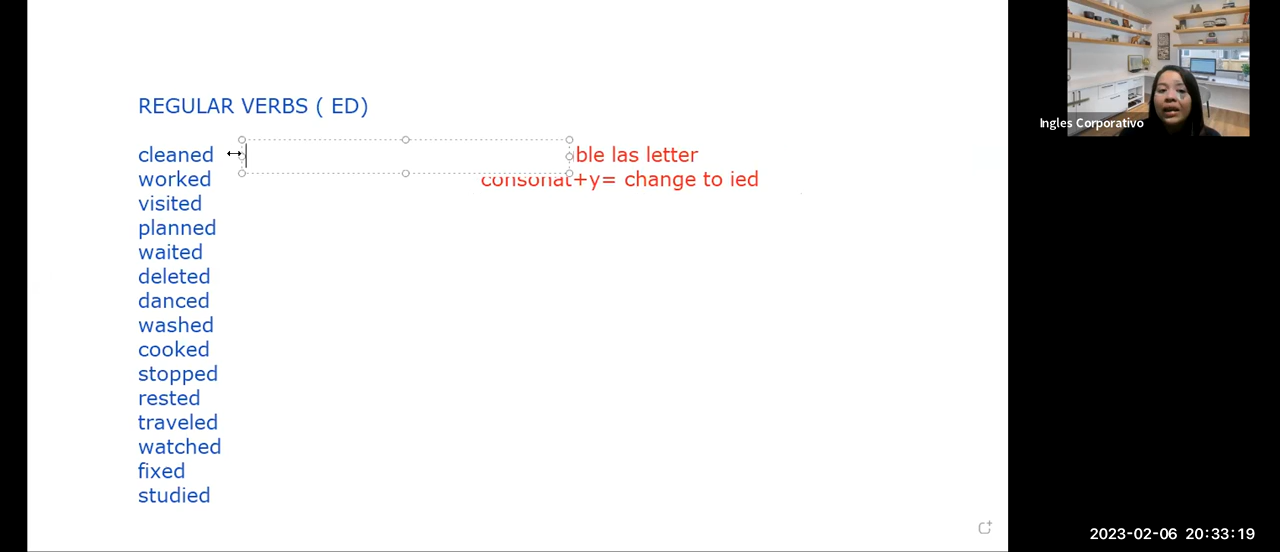 REGULAR VERBS ( ED)
cleaned
ble las letter
worked
consonat+y= change to ied
visited
planned
waited
deleted
danced
washed
cooked
stopped
rested
traveled
watched
fixed
studied
Ingles Corporativo
2023-02-06 20:33:19